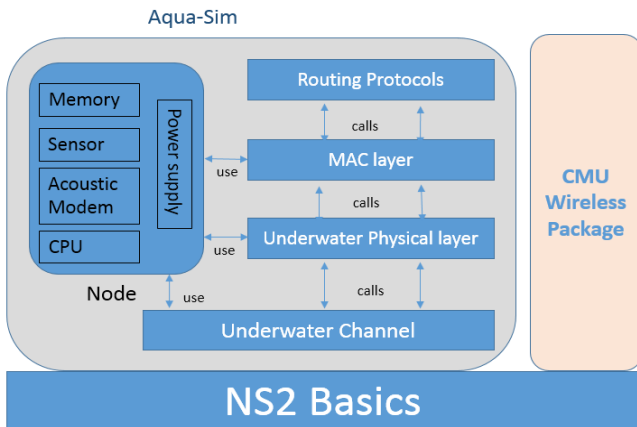 Aqua-Sim
Memory
Sensor
Acoustic
Modem
CPU
Power supply
Node
Routing Protocols
calls
MAC layer
use
calls
Underwater Physical layer
use
calls
use
Underwater Channel
CMU
Wireless
Package
NS2 Basics